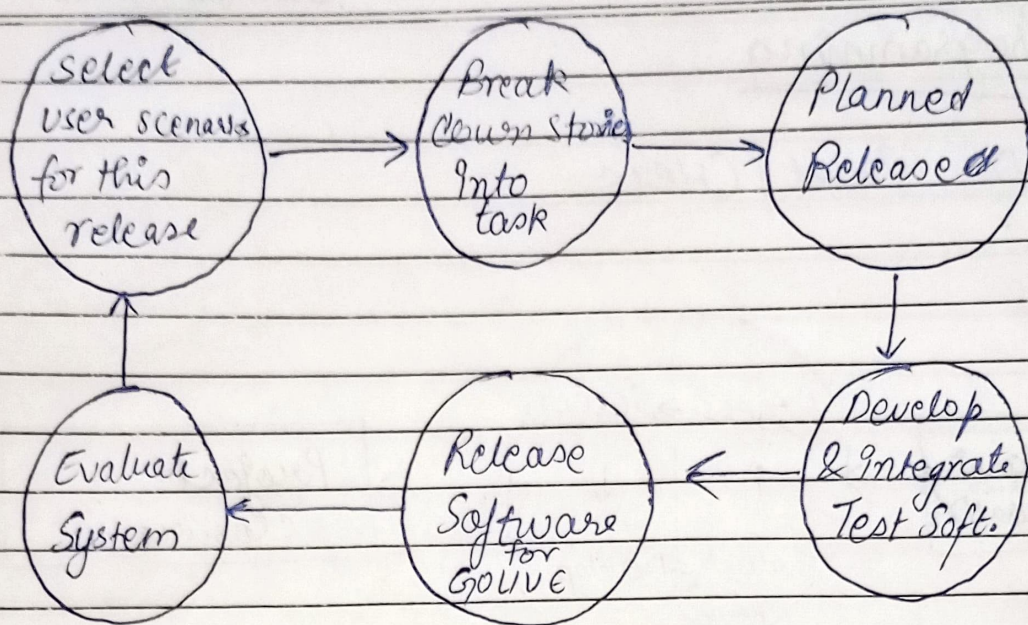 Select
user scenarios
for this
release
Break
down stories
Into
task
Planned
Release
Develop
& integrate
Test Soft.
Release
Software
for
GOLIVE
Evaluate
System